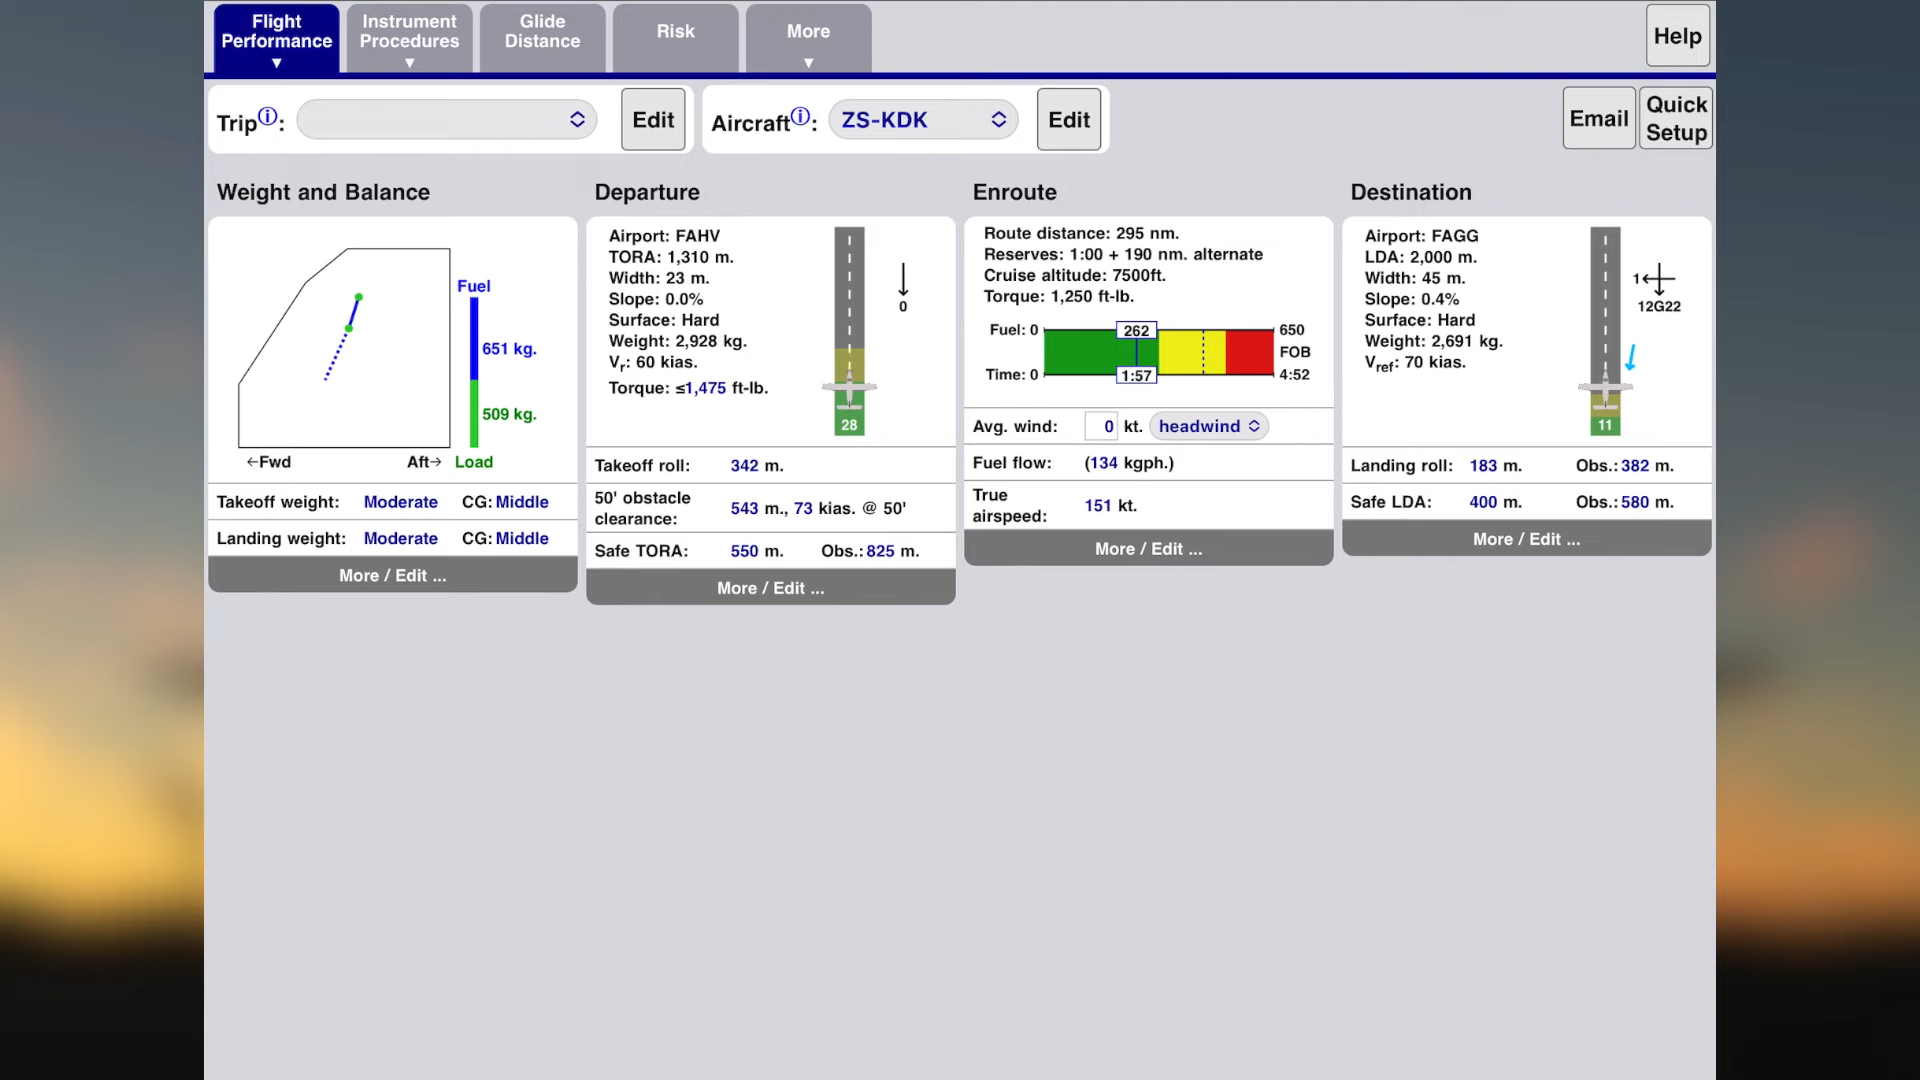 Flight
Performance
▼
Instrument
Procedures
▼
Glide
Distance
Risk
More
▼
Help
Tripⓘ:
Edit
Aircraftⓘ:
ZS-KDK
Edit
Email
Quick
Setup
Weight and Balance
Fuel
651 kg.
509 kg.
←Fwd
Aft→
Load
Takeoff weight: Moderate CG: Middle
Landing weight: Moderate CG: Middle
More / Edit ...
Departure
Airport: FAHV
TORA: 1,310 m.
Width: 23 m.
Slope: 0.0%
Surface: Hard
Weight: 2,928 kg.
Vr: 60 kias.
Torque: ≤1,475 ft-lb.
0
28
Takeoff roll: 342 m.
50' obstacle
clearance: 543 m., 73 kias. @ 50'
Safe TORA: 550 m. Obs.: 825 m.
More / Edit ...
Enroute
Route distance: 295 nm.
Reserves: 1:00 + 190 nm. alternate
Cruise altitude: 7500ft.
Torque: 1,250 ft-lb.
Fuel: 0 262 650
FOB
Time: 0 1:57 4:52
Avg. wind: 0 kt. headwind
Fuel flow: (134 kgph.)
True
airspeed: 151 kt.
More / Edit ...
Destination
Airport: FAGG
LDA: 2,000 m.
Width: 45 m.
Slope: 0.4%
Surface: Hard
Weight: 2,691 kg.
Vref: 70 kias.
1
12G22
11
Landing roll: 183 m. Obs.: 382 m.
Safe LDA: 400 m. Obs.: 580 m.
More / Edit ...